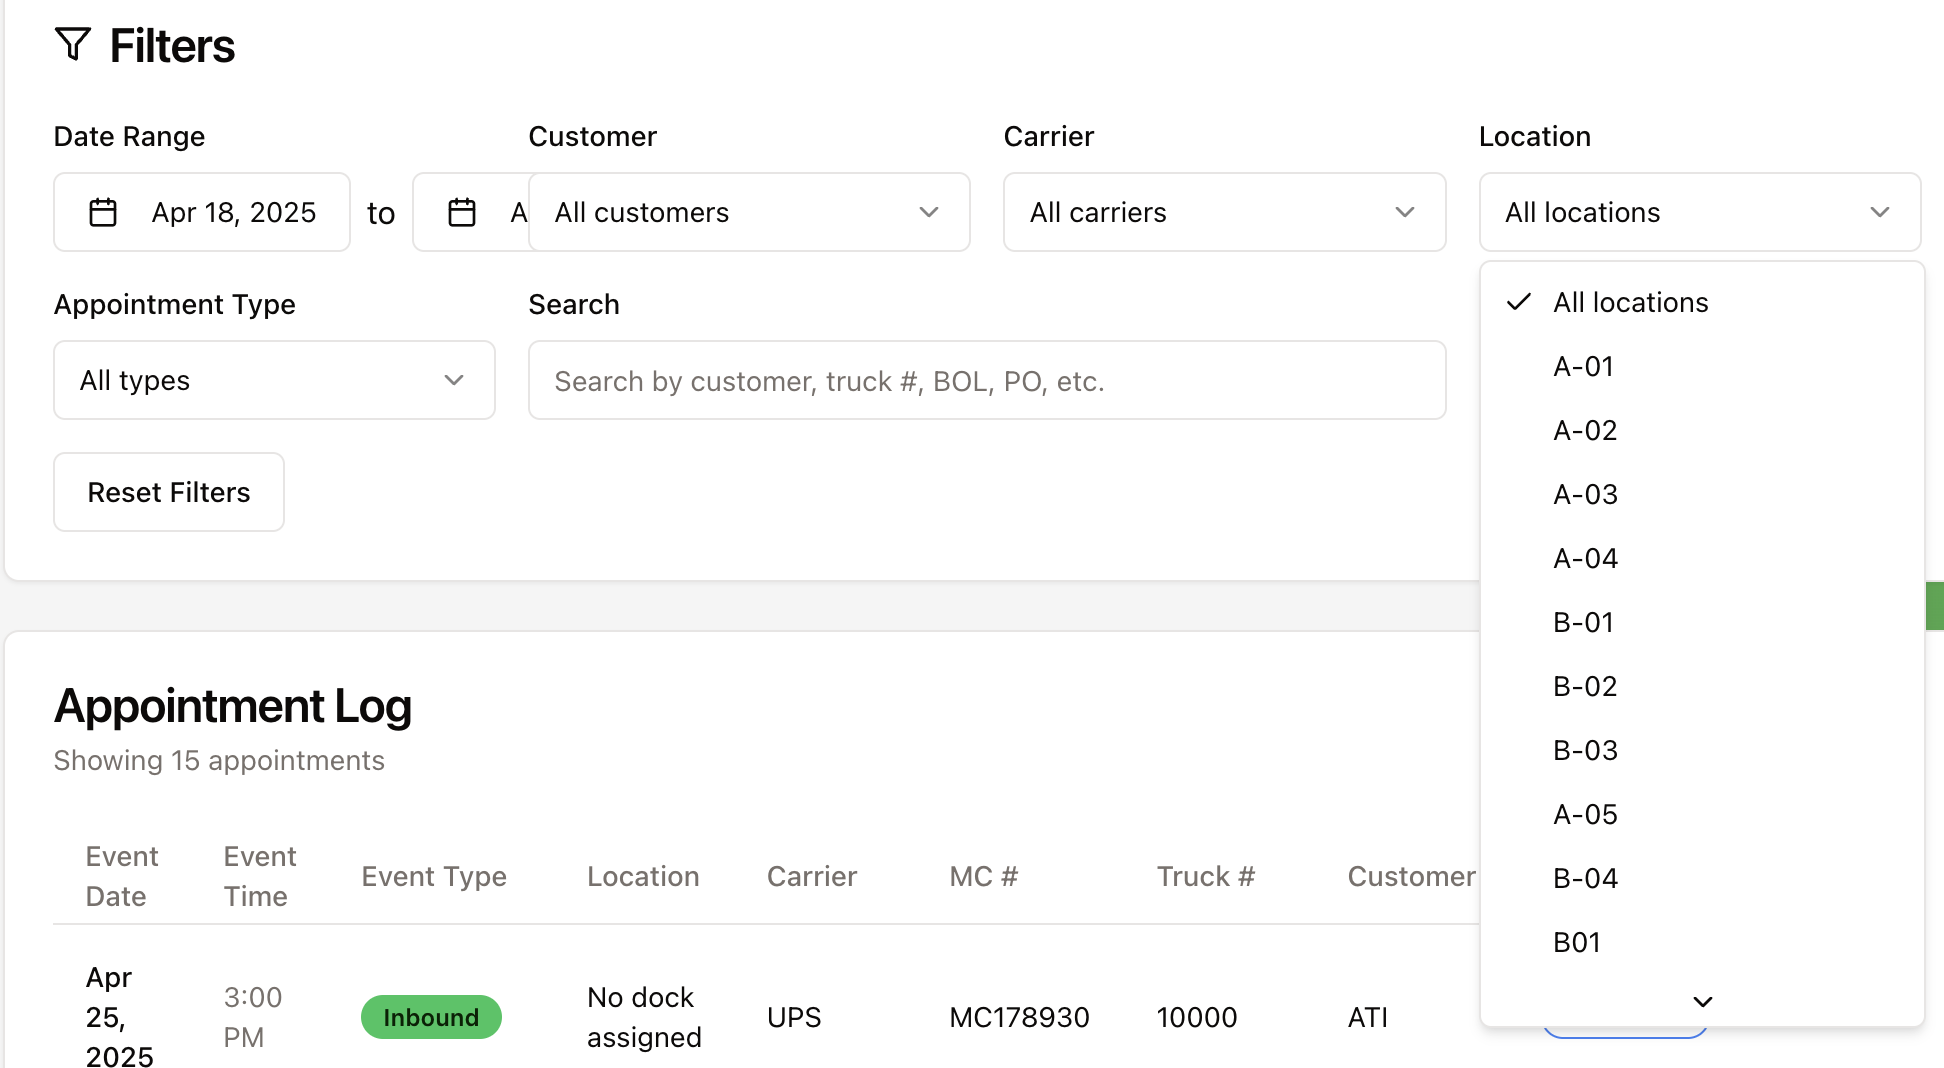 Filters
Date Range
Customer
Carrier
Location
Apr 18, 2025
to
A
All customers
All carriers
All locations
Appointment Type
Search
All types
Search by customer, truck #, BOL, PO, etc.
Reset Filters
All locations
A-01
A-02
A-03
A-04
B-01
B-02
B-03
A-05
B-04
B01
Appointment Log
Showing 15 appointments
Event Date
Event Time
Event Type
Location
Carrier
MC #
Truck #
Customer
Apr 25, 2025
3:00 PM
Inbound
No dock assigned
UPS
MC178930
10000
ATI